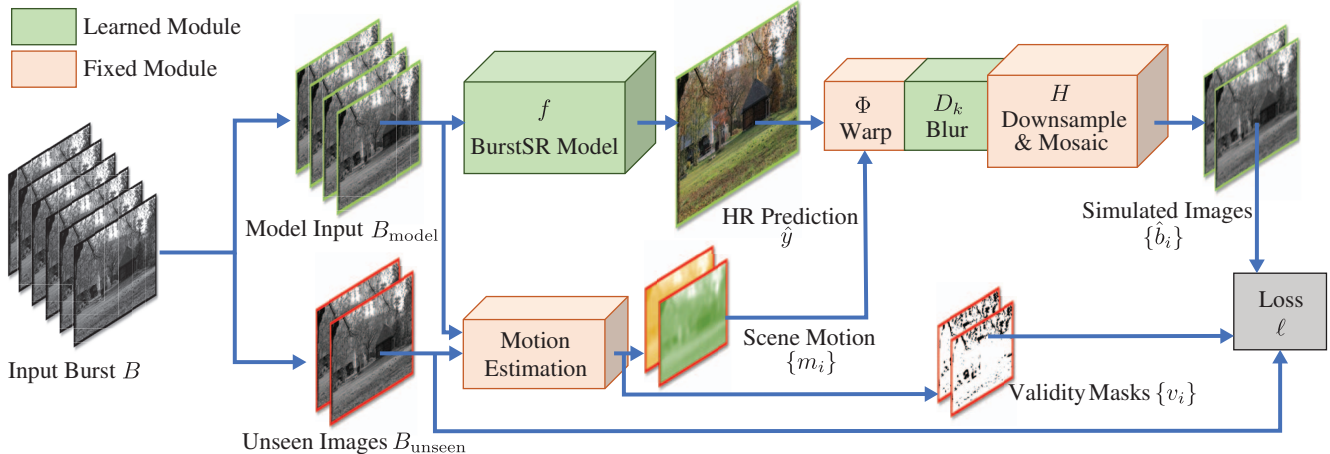 Learned Module
Fixed Module
f
BurstSR Model
Φ
Warp
D_k
Blur
H
Downsample
& Mosaic
Model Input B_model
HR Prediction
ŷ
Simulated Images
{b̂_i}
Motion
Estimation
Scene Motion
{m_i}
Loss
ℓ
Input Burst B
Validity Masks {v_i}
Unseen Images B_unseen